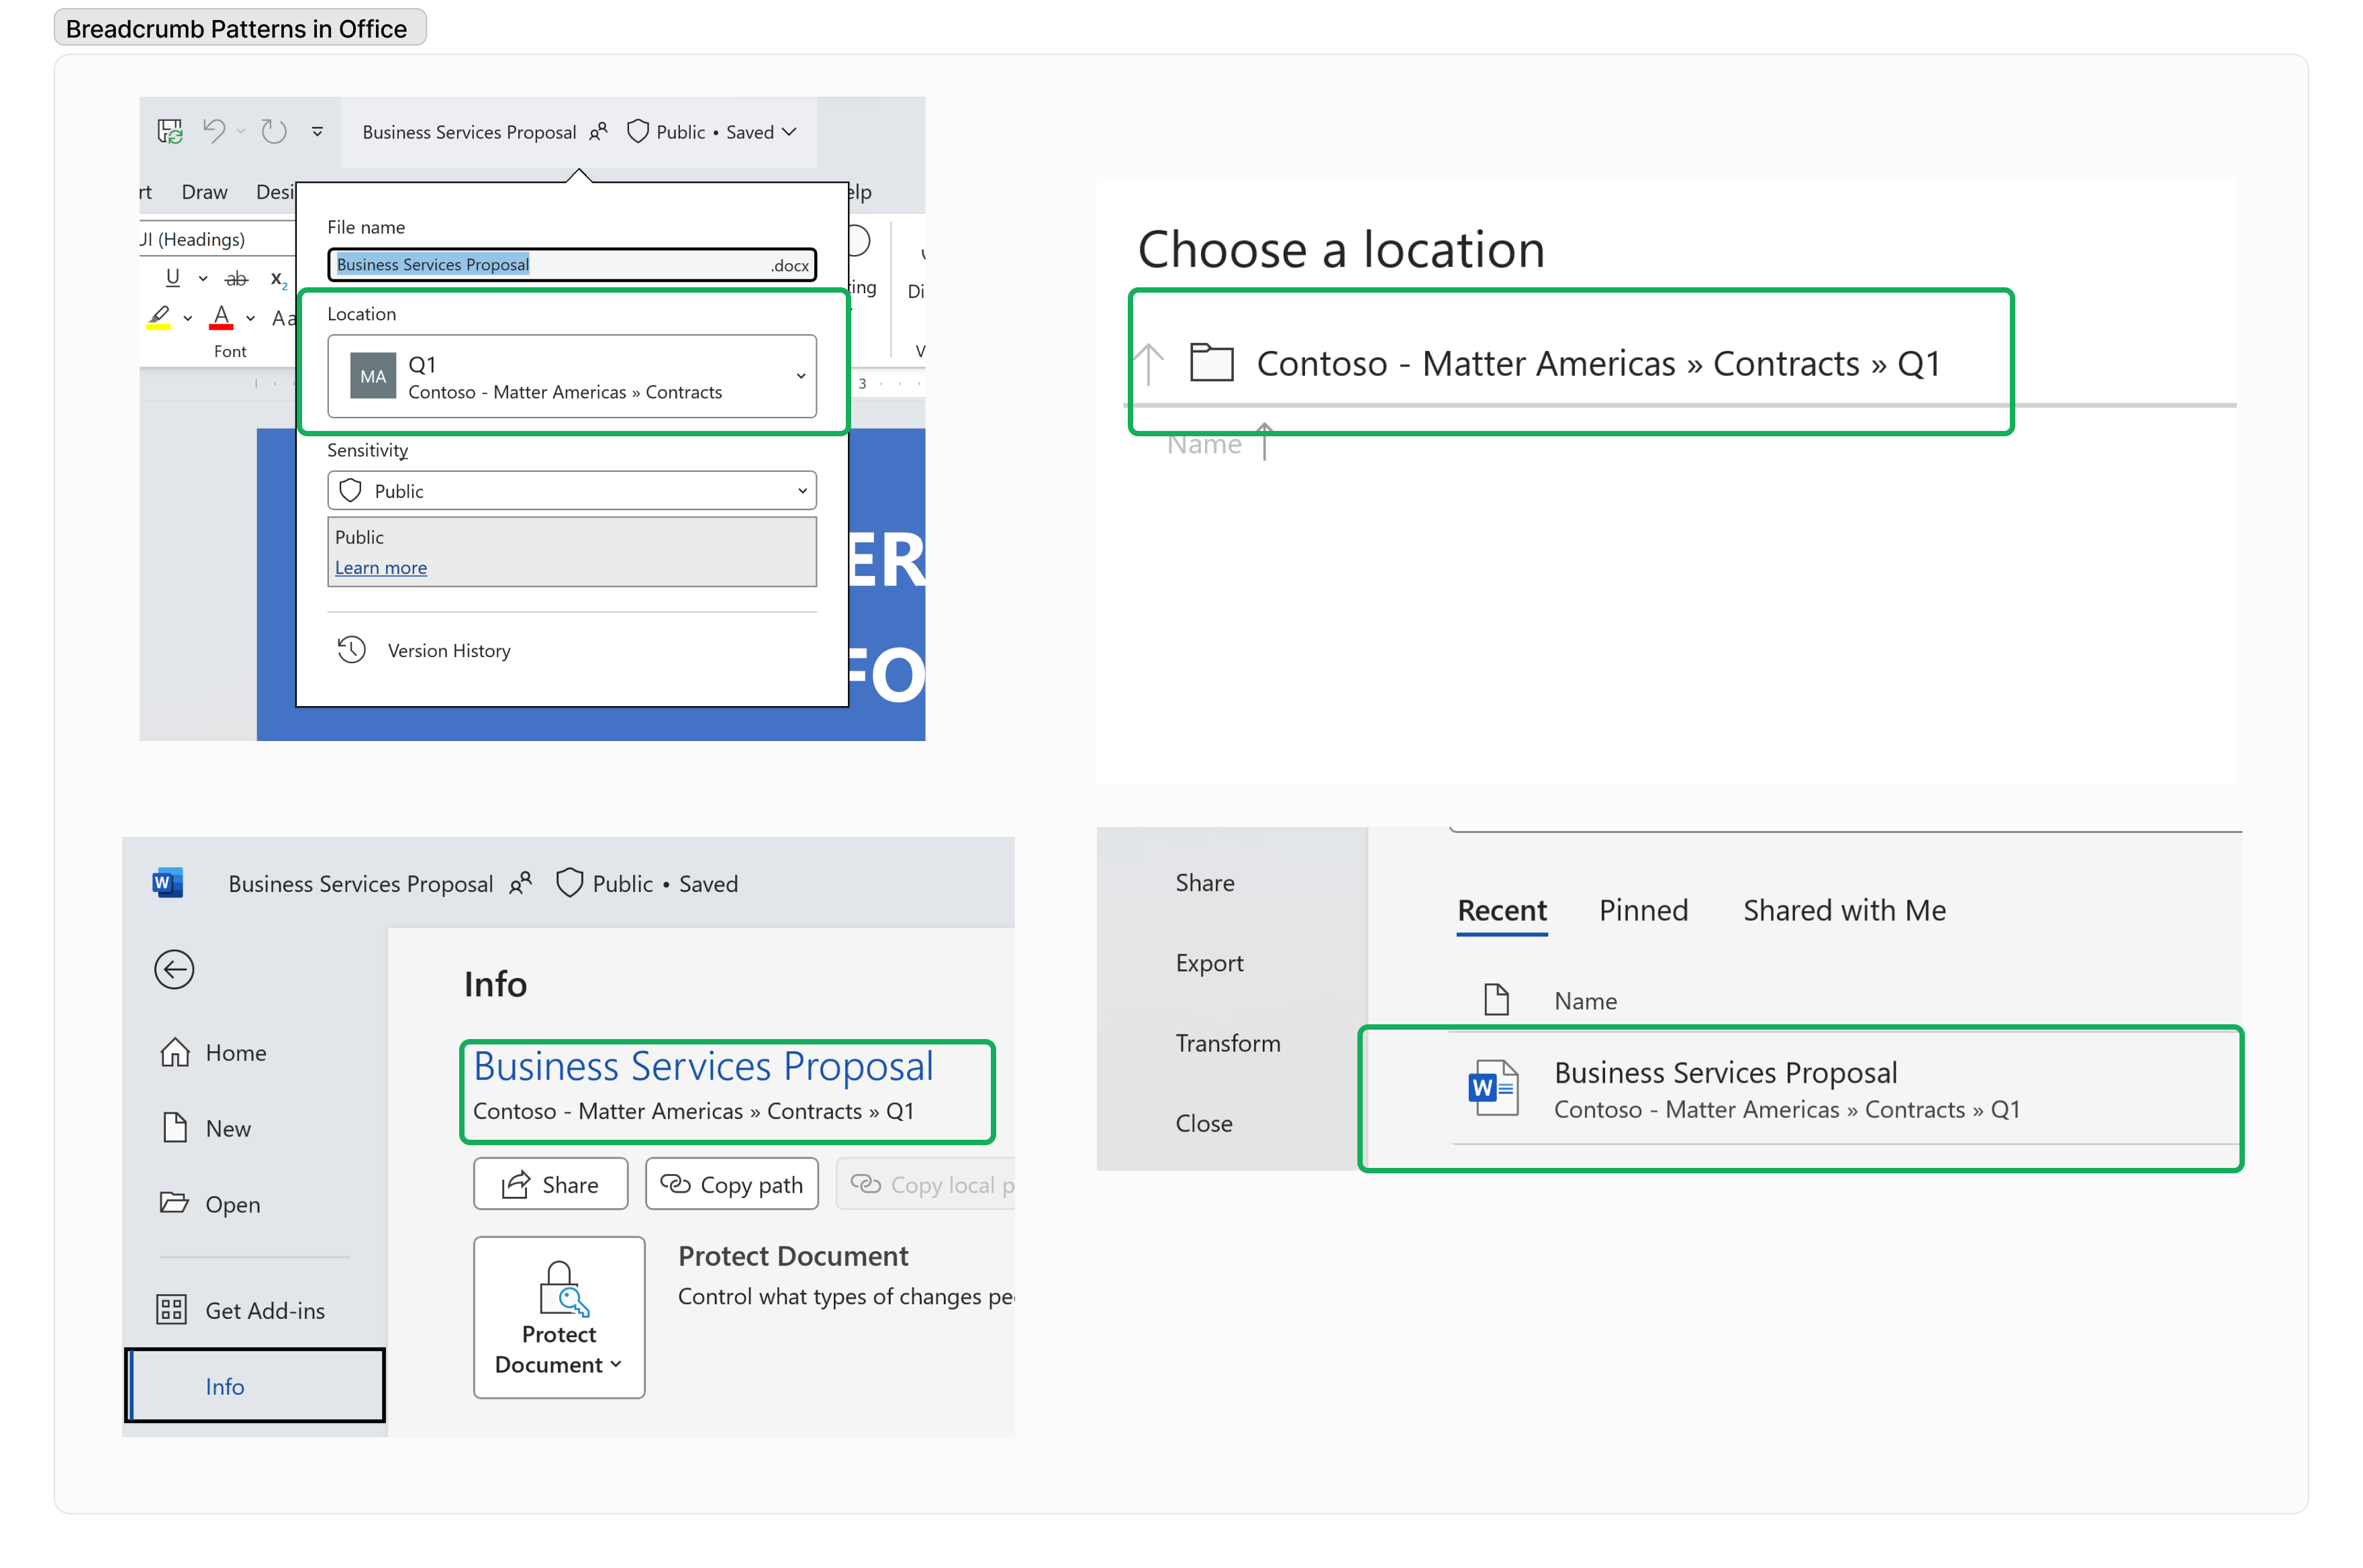 Breadcrumb Patterns in Office
Business Services Proposal Public • Saved
rt Draw Desi elp
UI (Headings)
U ab x2
A Aa
Font
ing
Di
V
3
File name
Business Services Proposal .docx
Location
MA
Q1
Contoso - Matter Americas » Contracts
Sensitivity
Public
Public
Learn more
Version History
ER
FO
Choose a location
Contoso - Matter Americas » Contracts » Q1
Name
W
Business Services Proposal Public • Saved
Home
New
Open
Get Add-ins
Info
Info
Business Services Proposal
Contoso - Matter Americas » Contracts » Q1
Share Copy path Copy local p
Protect
Document
Protect Document
Control what types of changes pe
Share
Export
Transform
Close
Recent Pinned Shared with Me
Name
W
Business Services Proposal
Contoso - Matter Americas » Contracts » Q1